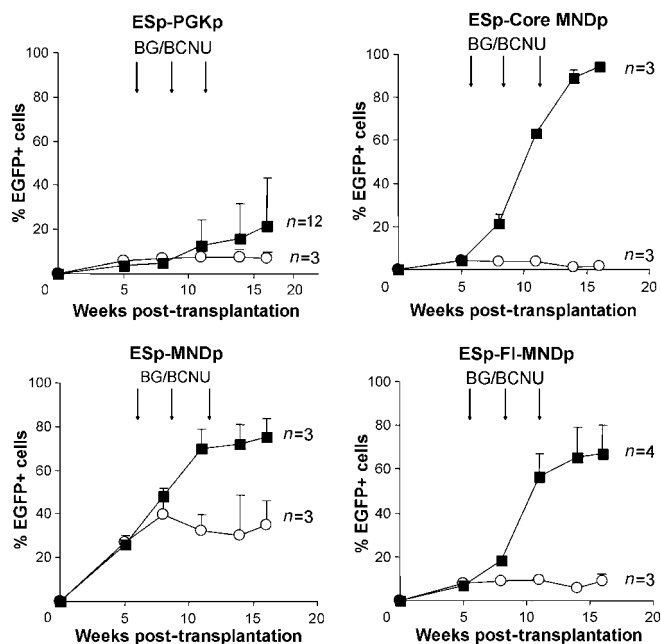 ESp-PGKp
BG/BCNU
% EGFP+ cells
100
80
60
40
20
0
5
10
15
20
n=12
n=3
Weeks post-transplantation
ESp-Core MNDp
BG/BCNU
% EGFP+ cells
100
80
60
40
20
0
5
10
15
20
n=3
n=3
Weeks post-transplantation
ESp-MNDp
BG/BCNU
% EGFP+ cells
100
80
60
40
20
0
0
5
10
15
20
n=3
n=3
Weeks post-transplantation
ESp-FI-MNDp
BG/BCNU
% EGFP+ cells
100
80
60
40
20
0
5
10
15
20
n=4
n=3
Weeks post-transplantation